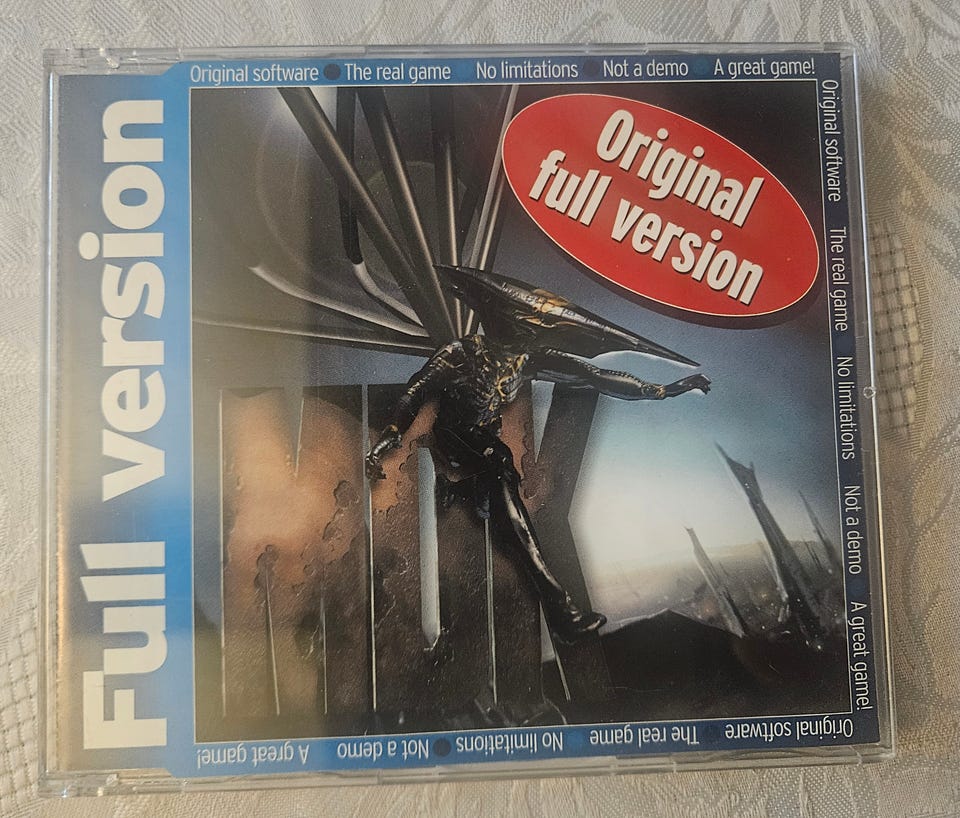 Full version
Original software The real game No limitations Not a demo A great game!
Original
full version
Original software The real game No limitations Not a demo A great game!
Original software The real game No limitations Not a demo A great game!